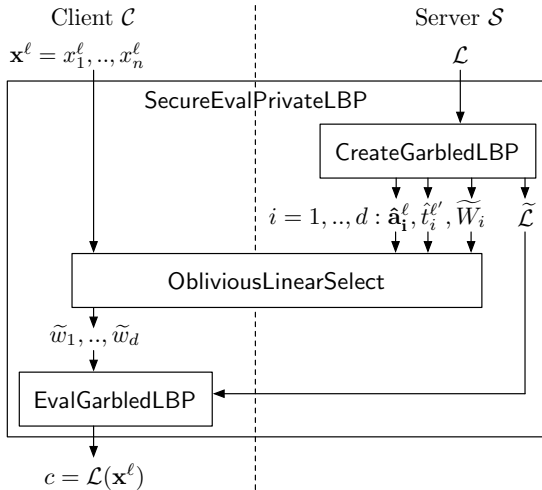 Client 𝒞 Server 𝒮
𝐱^ℓ = x_1^ℓ, .., x_n^ℓ ℒ
SecureEvalPrivateLBP
CreateGarbledLBP
i = 1, .., d : 𝐚̂_𝐢^ℓ, t̂_i^ℓ′, W̃_i ℒ̃
ObliviousLinearSelect
w̃_1, .., w̃_d
EvalGarbledLBP
c = ℒ(𝐱^ℓ)